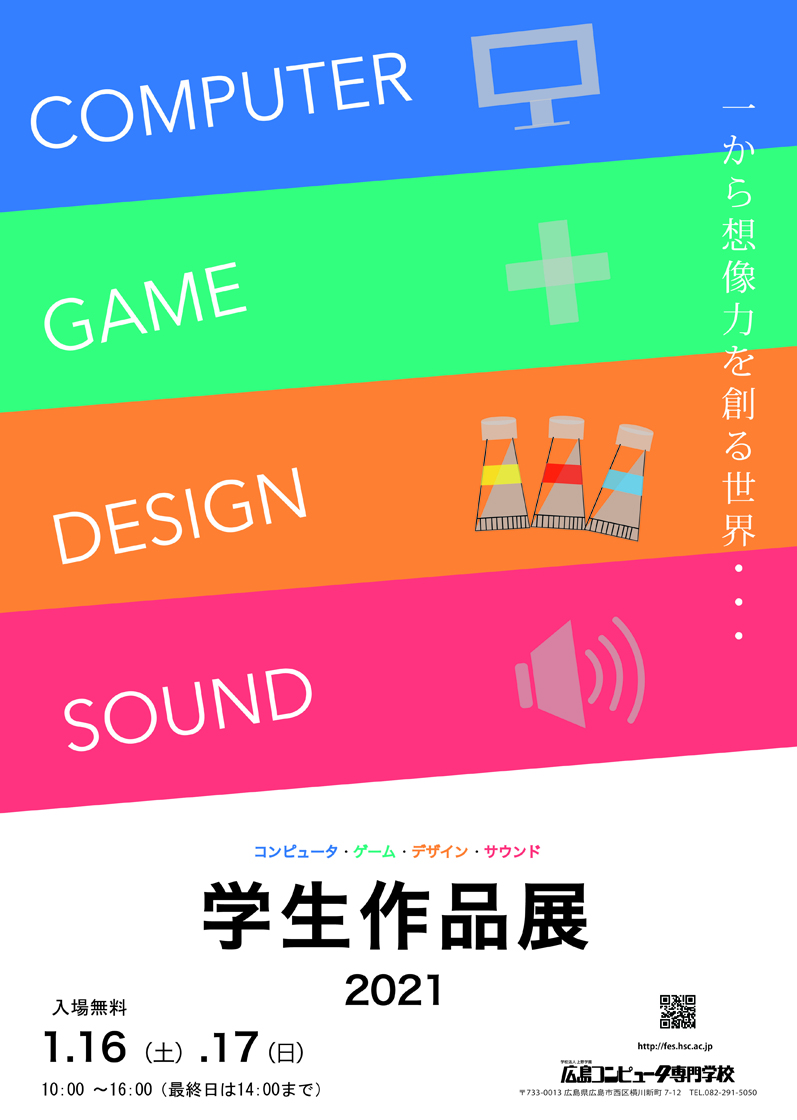 COMPUTER
GAME
DESIGN
SOUND
一から想像力を創る世界・・・
コンピュータ・ゲーム・デザイン・サウンド
学生作品展
2021
入場無料
1.16（土）.17（日）
10:00 〜16:00（最終日は14:00まで）
http://fes.hsc.ac.jp
学校法人上野学園
広島コンピュータ専門学校
〒733-0013 広島県広島市西区横川新町 7-12　TEL.082-291-5050